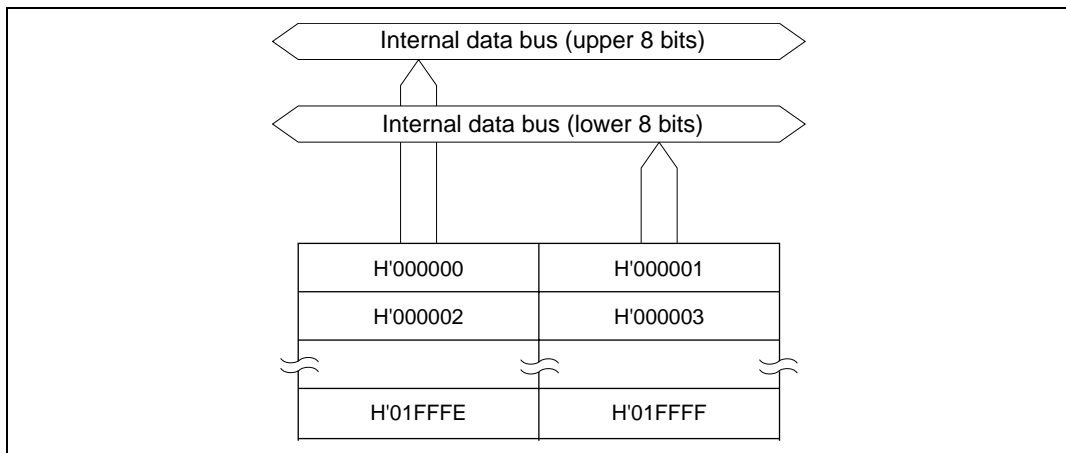 Internal data bus (upper 8 bits)
Internal data bus (lower 8 bits)
H'000000 H'000001
H'000002 H'000003
H'01FFFE H'01FFFF